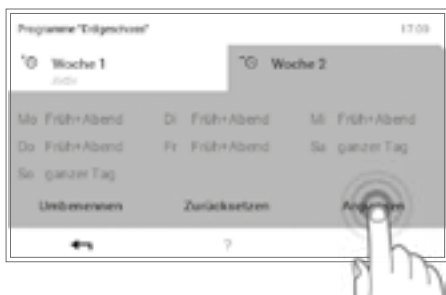 Programme "Erdgeschoss" 17:09
Woche 1 Woche 2
Aktiv
Mo Früh+Abend Di Früh+Abend Mi Früh+Abend
Do Früh+Abend Fr Früh+Abend Sa ganzer Tag
So ganzer Tag
Umbenennen Zurücksetzen
?